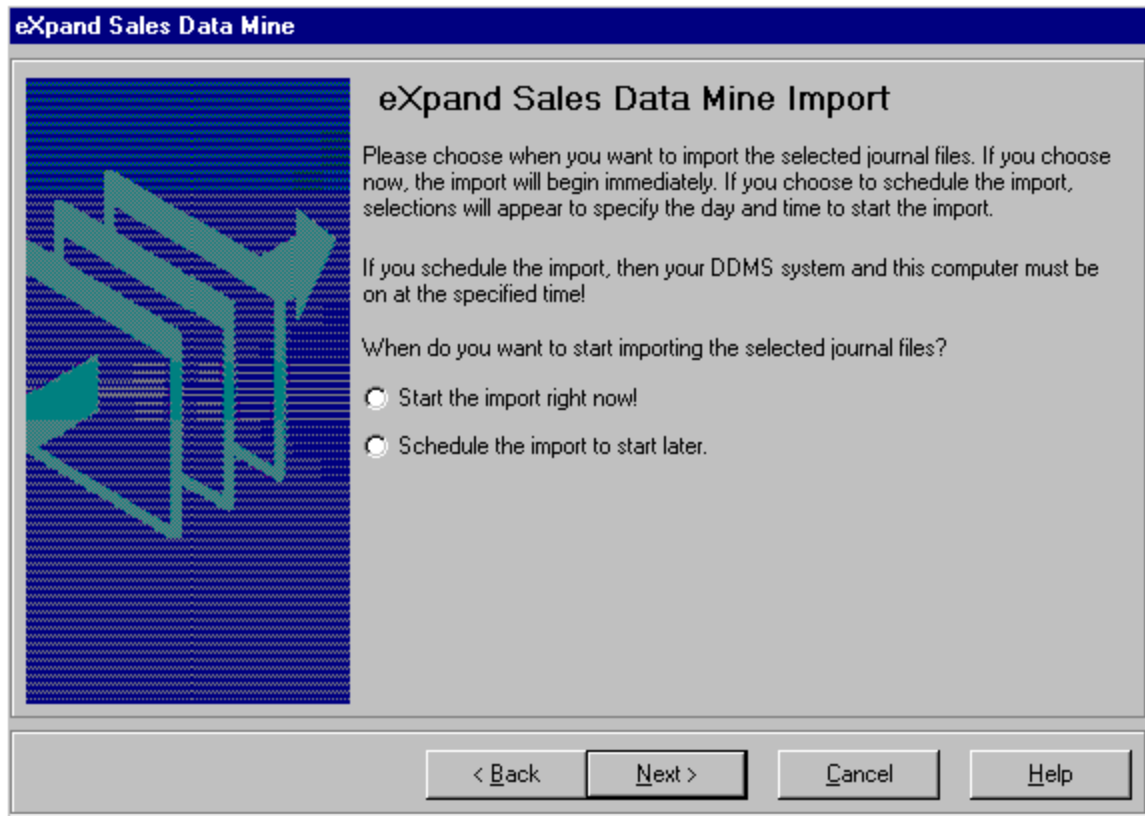 eXpand Sales Data Mine
eXpand Sales Data Mine Import
Please choose when you want to import the selected journal files. If you choose
now, the import will begin immediately. If you choose to schedule the import,
selections will appear to specify the day and time to start the import.
If you schedule the import, then your DDMS system and this computer must be
on at the specified time!
When do you want to start importing the selected journal files?
Start the import right now!
Schedule the import to start later.
< Back
Next >
Cancel
Help